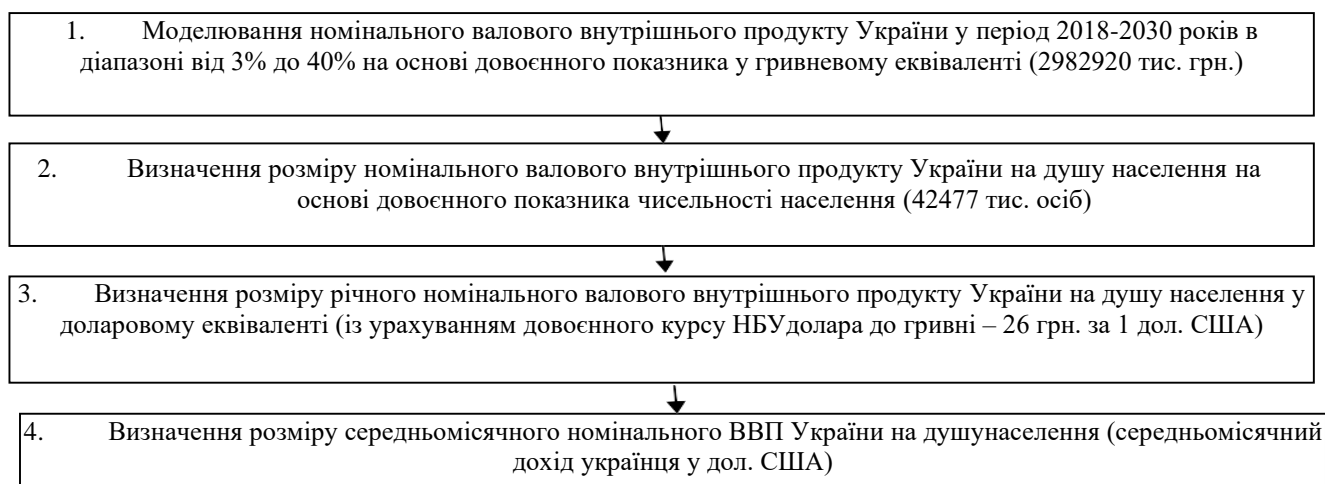 1. Моделювання номінального валового внутрішнього продукту України у період 2018-2030 років в
діапазоні від 3% до 40% на основі довоєнного показника у гривневому еквіваленті (2982920 тис. грн.)
2. Визначення розміру номінального валового внутрішнього продукту України на душу населення на
основі довоєнного показника чисельності населення (42477 тис. осіб)
3. Визначення розміру річного номінального валового внутрішнього продукту України на душу населення у
доларовому еквіваленті (із урахуванням довоєнного курсу НБУдолара до гривні – 26 грн. за 1 дол. США)
4. Визначення розміру середньомісячного номінального ВВП України на душунаселення (середньомісячний
дохід українця у дол. США)